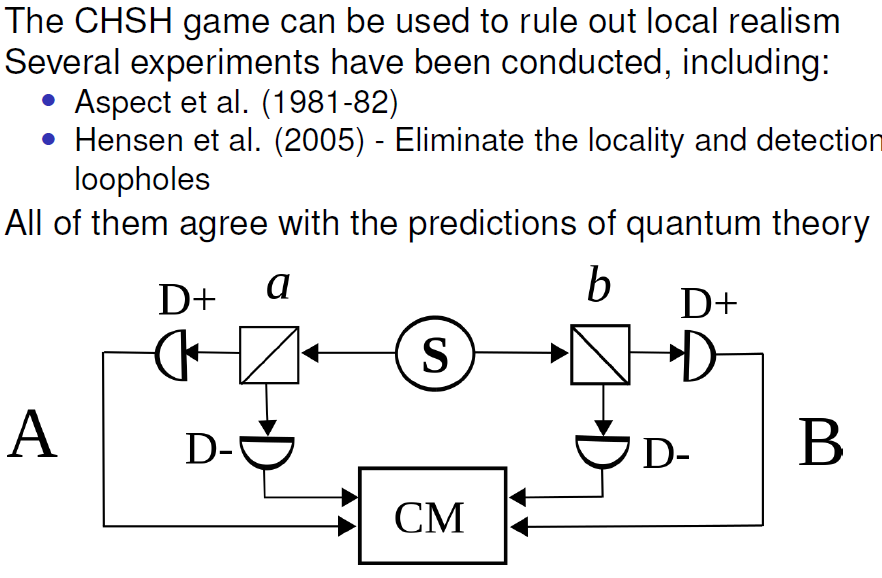 The CHSH game can be used to rule out local realism
Several experiments have been conducted, including:
• Aspect et al. (1981-82)
• Hensen et al. (2005) - Eliminate the locality and detection
loopholes
All of them agree with the predictions of quantum theory
D+ a b D+
S
A D- D- B
CM